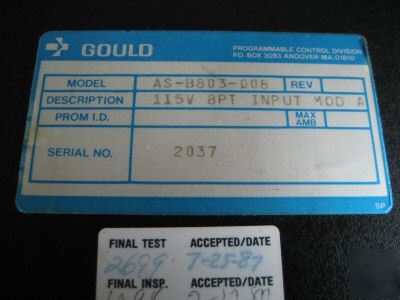 GOULD
PROGRAMMABLE CONTROL DIVISION
P.O. BOX 3083 ANDOVER MA. 01810
MODEL AS-B803-008 REV
DESCRIPTION 115V 8PT INPUT MOD A
PROM I.D. MAX AMB
SERIAL NO. 2037
SP
FINAL TEST ACCEPTED/DATE
2699 7-25-87
FINAL INSP. ACCEPTED/DATE